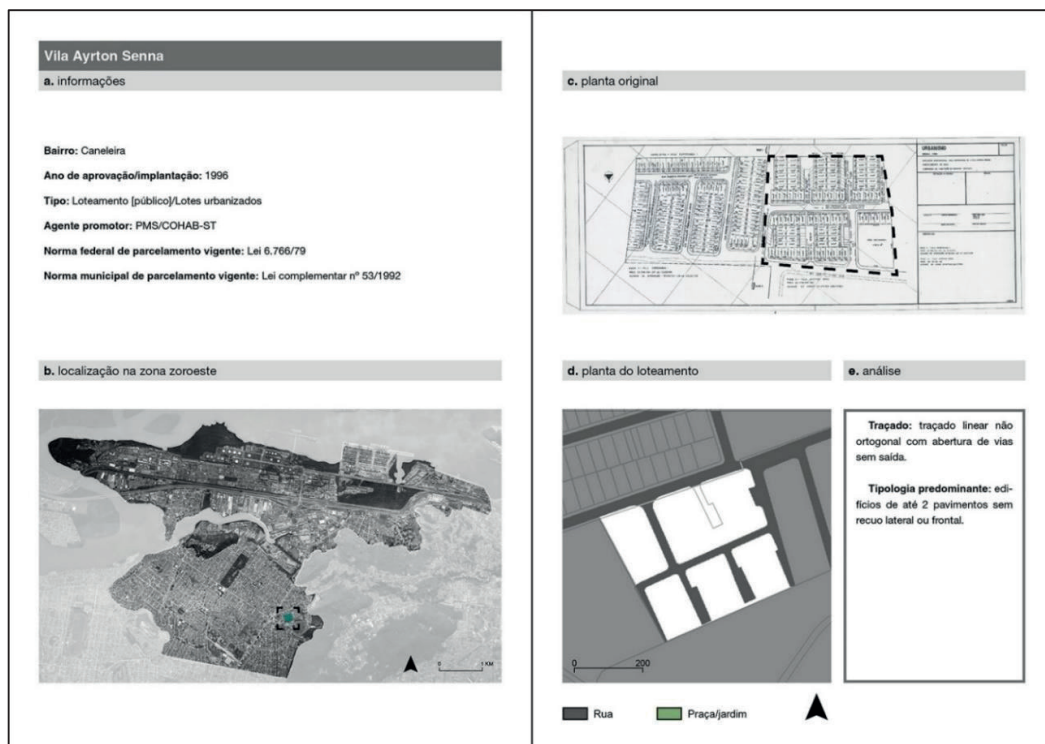 Vila Ayrton Senna
a. informações
Bairro: Caneleira
Ano de aprovação/implantação: 1996
Tipo: Loteamento [público]/Lotes urbanizados
Agente promotor: PMS/COHAB-ST
Norma federal de parcelamento vigente: Lei 6.766/79
Norma municipal de parcelamento vigente: Lei complementar nº 53/1992
b. localização na zona zoroeste
0 1 KM
c. planta original
d. planta do loteamento
0 200
Rua
Praça/jardim
e. análise
Traçado: traçado linear não
ortogonal com abertura de vias
sem saída.
Tipologia predominante: edi-
fícios de até 2 pavimentos sem
recuo lateral ou frontal.